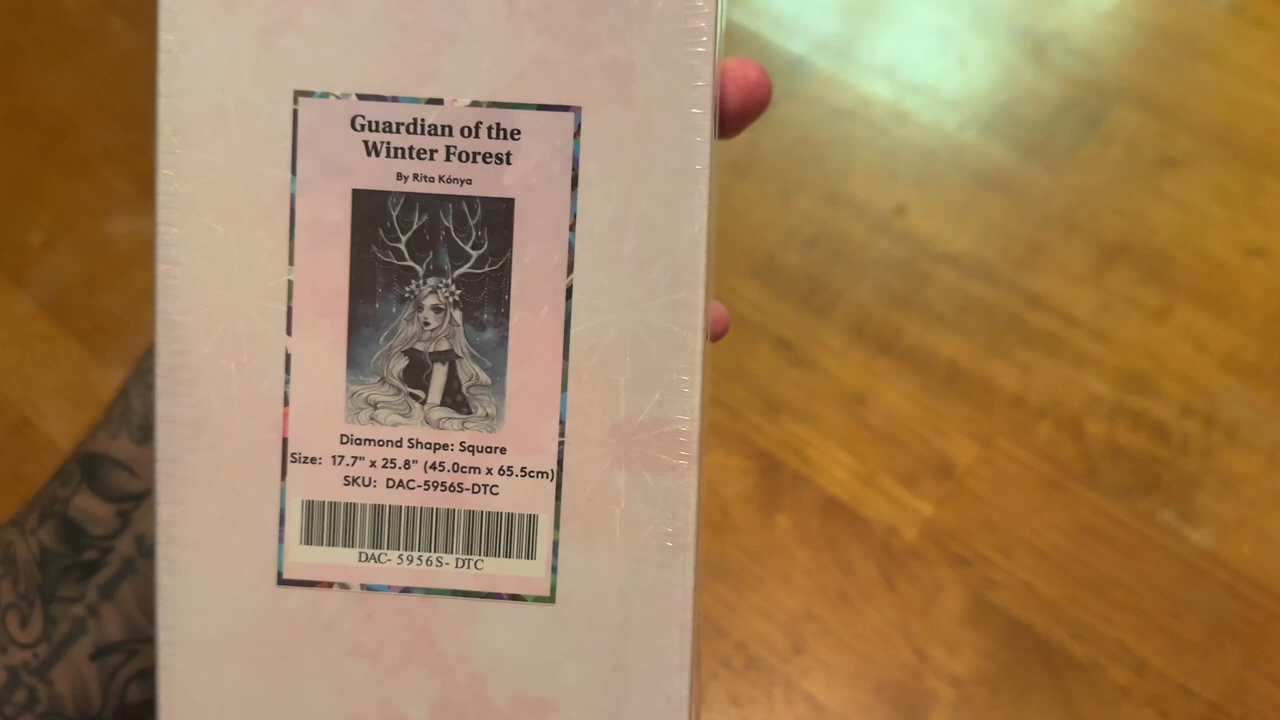 Guardian of the
Winter Forest
By Rita Kónya
Diamond Shape: Square
Size: 17.7" x 25.8" (45.0cm x 65.5cm)
SKU: DAC-5956S-DTC
DAC- 5956S- DTC